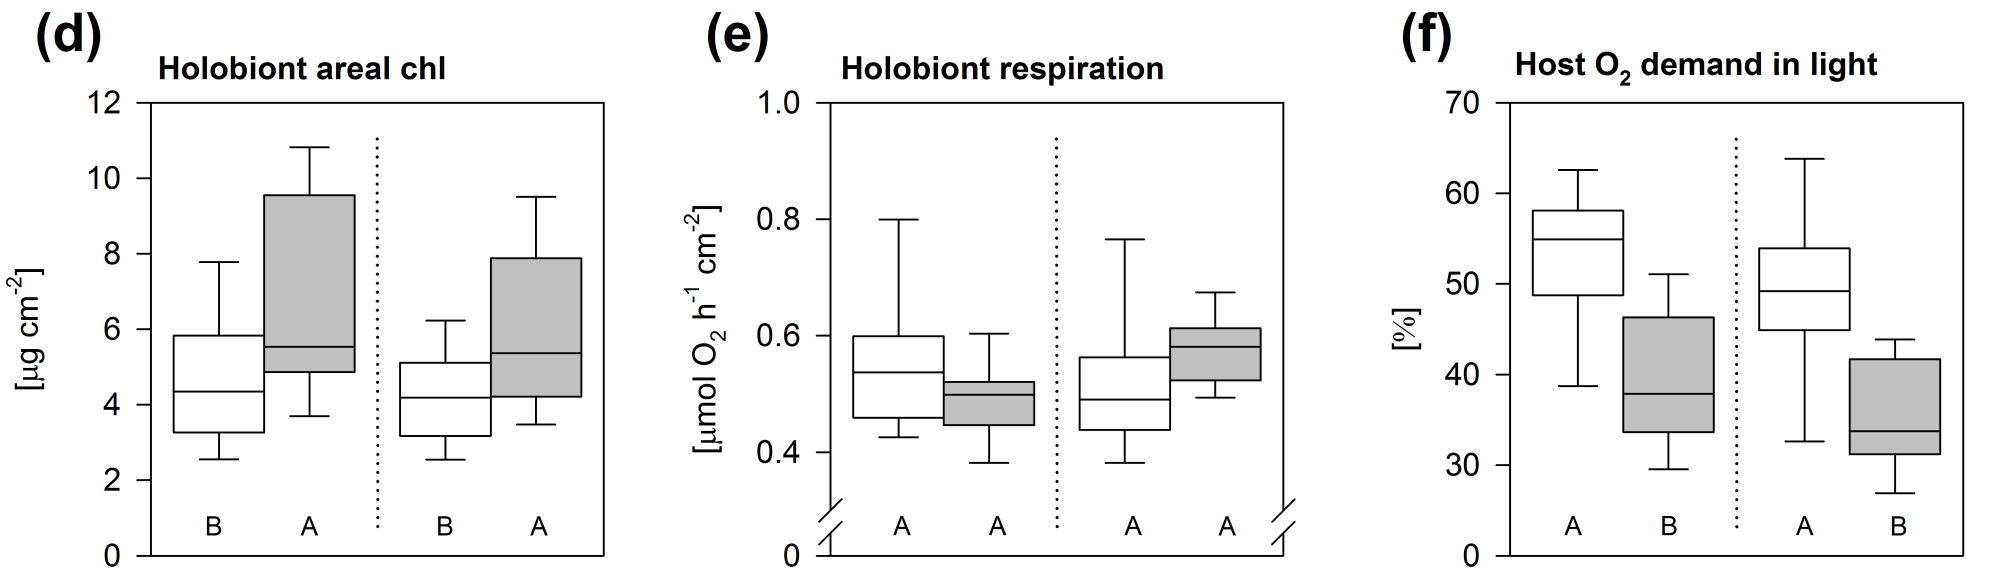 (d)
Holobiont areal chl
[µg cm⁻²]
12
10
8
6
4
2
0
B A B A
(e)
Holobiont respiration
[µmol O₂ h⁻¹ cm⁻²]
1.0
0.8
0.6
0.4
0
A A A A
(f)
Host O₂ demand in light
[%]
70
60
50
40
30
0
A B A B